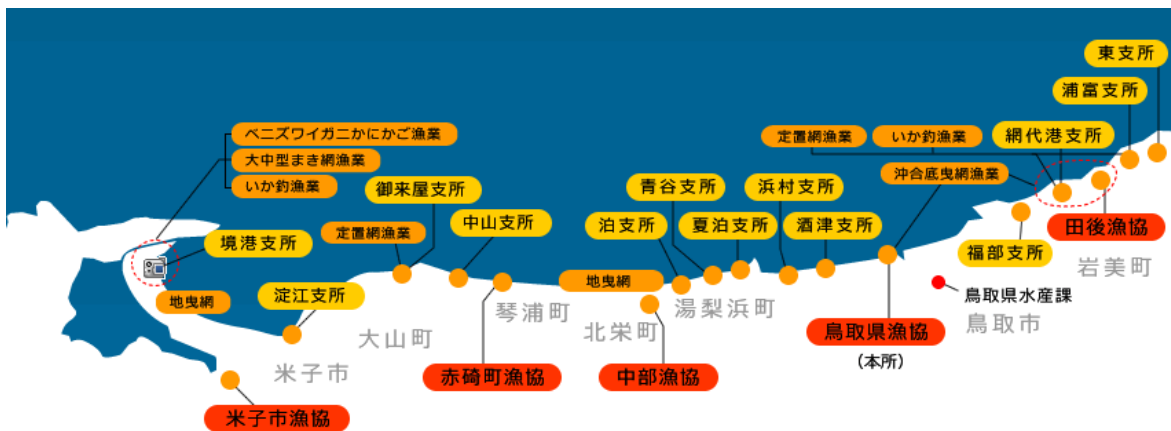 東支所
浦富支所
ベニズワイガニかにかご漁業
大中型まき網漁業
いか釣漁業
定置網漁業
いか釣漁業
網代港支所
沖合底曳網漁業
御来屋支所
中山支所
青谷支所
浜村支所
泊支所
夏泊支所
酒津支所
境港支所
定置網漁業
田後漁協
福部支所
岩美町
地曳網
地曳網
淀江支所
鳥取県水産課
鳥取市
琴浦町
湯梨浜町
北栄町
大山町
米子市
鳥取県漁協
(本所)
赤碕町漁協
中部漁協
米子市漁協